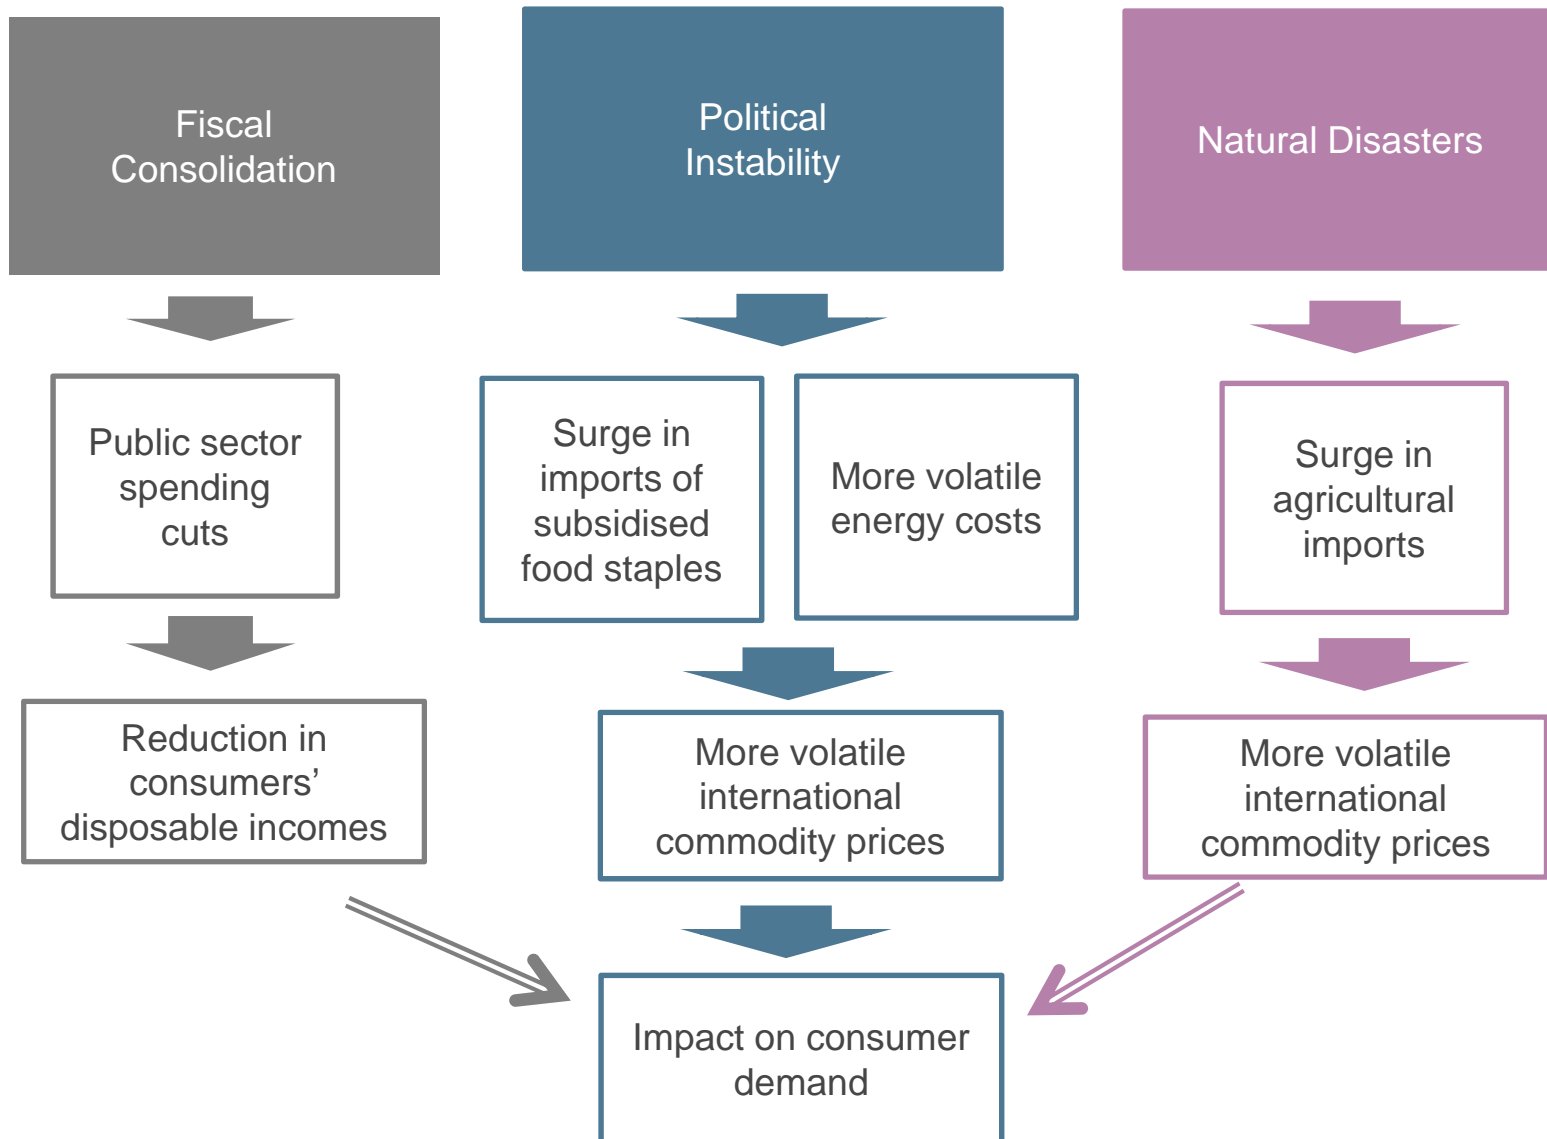 Fiscal
Consolidation
Political
Instability
Natural Disasters
Public sector
spending
cuts
Surge in
imports of
subsidised
food staples
More volatile
energy costs
Surge in
agricultural
imports
Reduction in
consumers’
disposable incomes
More volatile
international
commodity prices
More volatile
international
commodity prices
Impact on consumer
demand